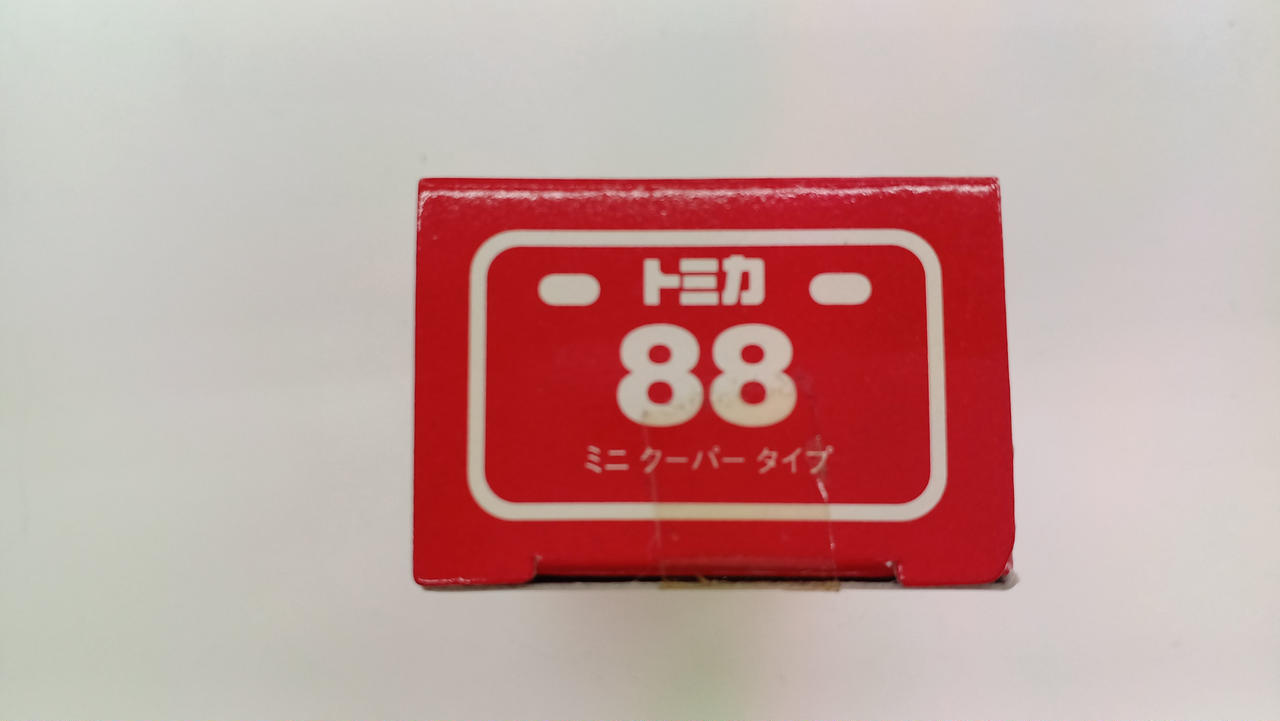 トミカ
88
ミニ クーパー タイプ